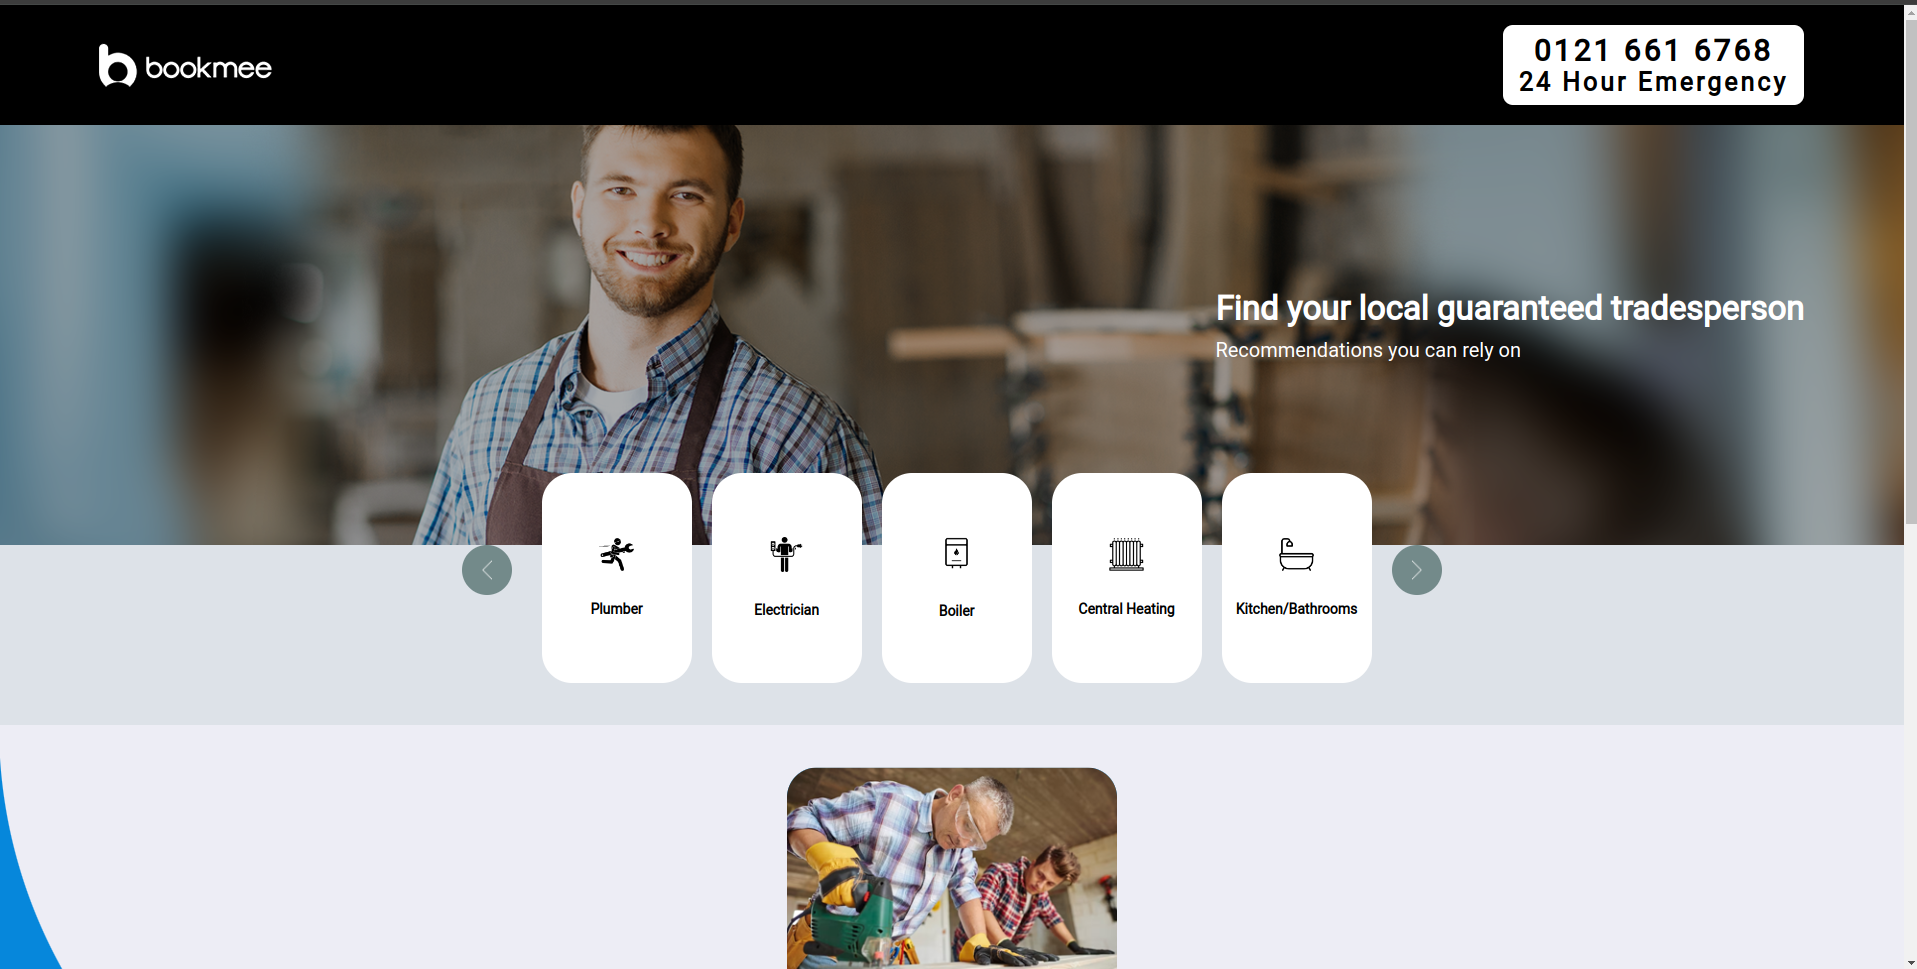 bookmee
0121 661 6768
24 Hour Emergency
Find your local guaranteed tradesperson
Recommendations you can rely on
Plumber
Electrician
Boiler
Central Heating
Kitchen/Bathrooms